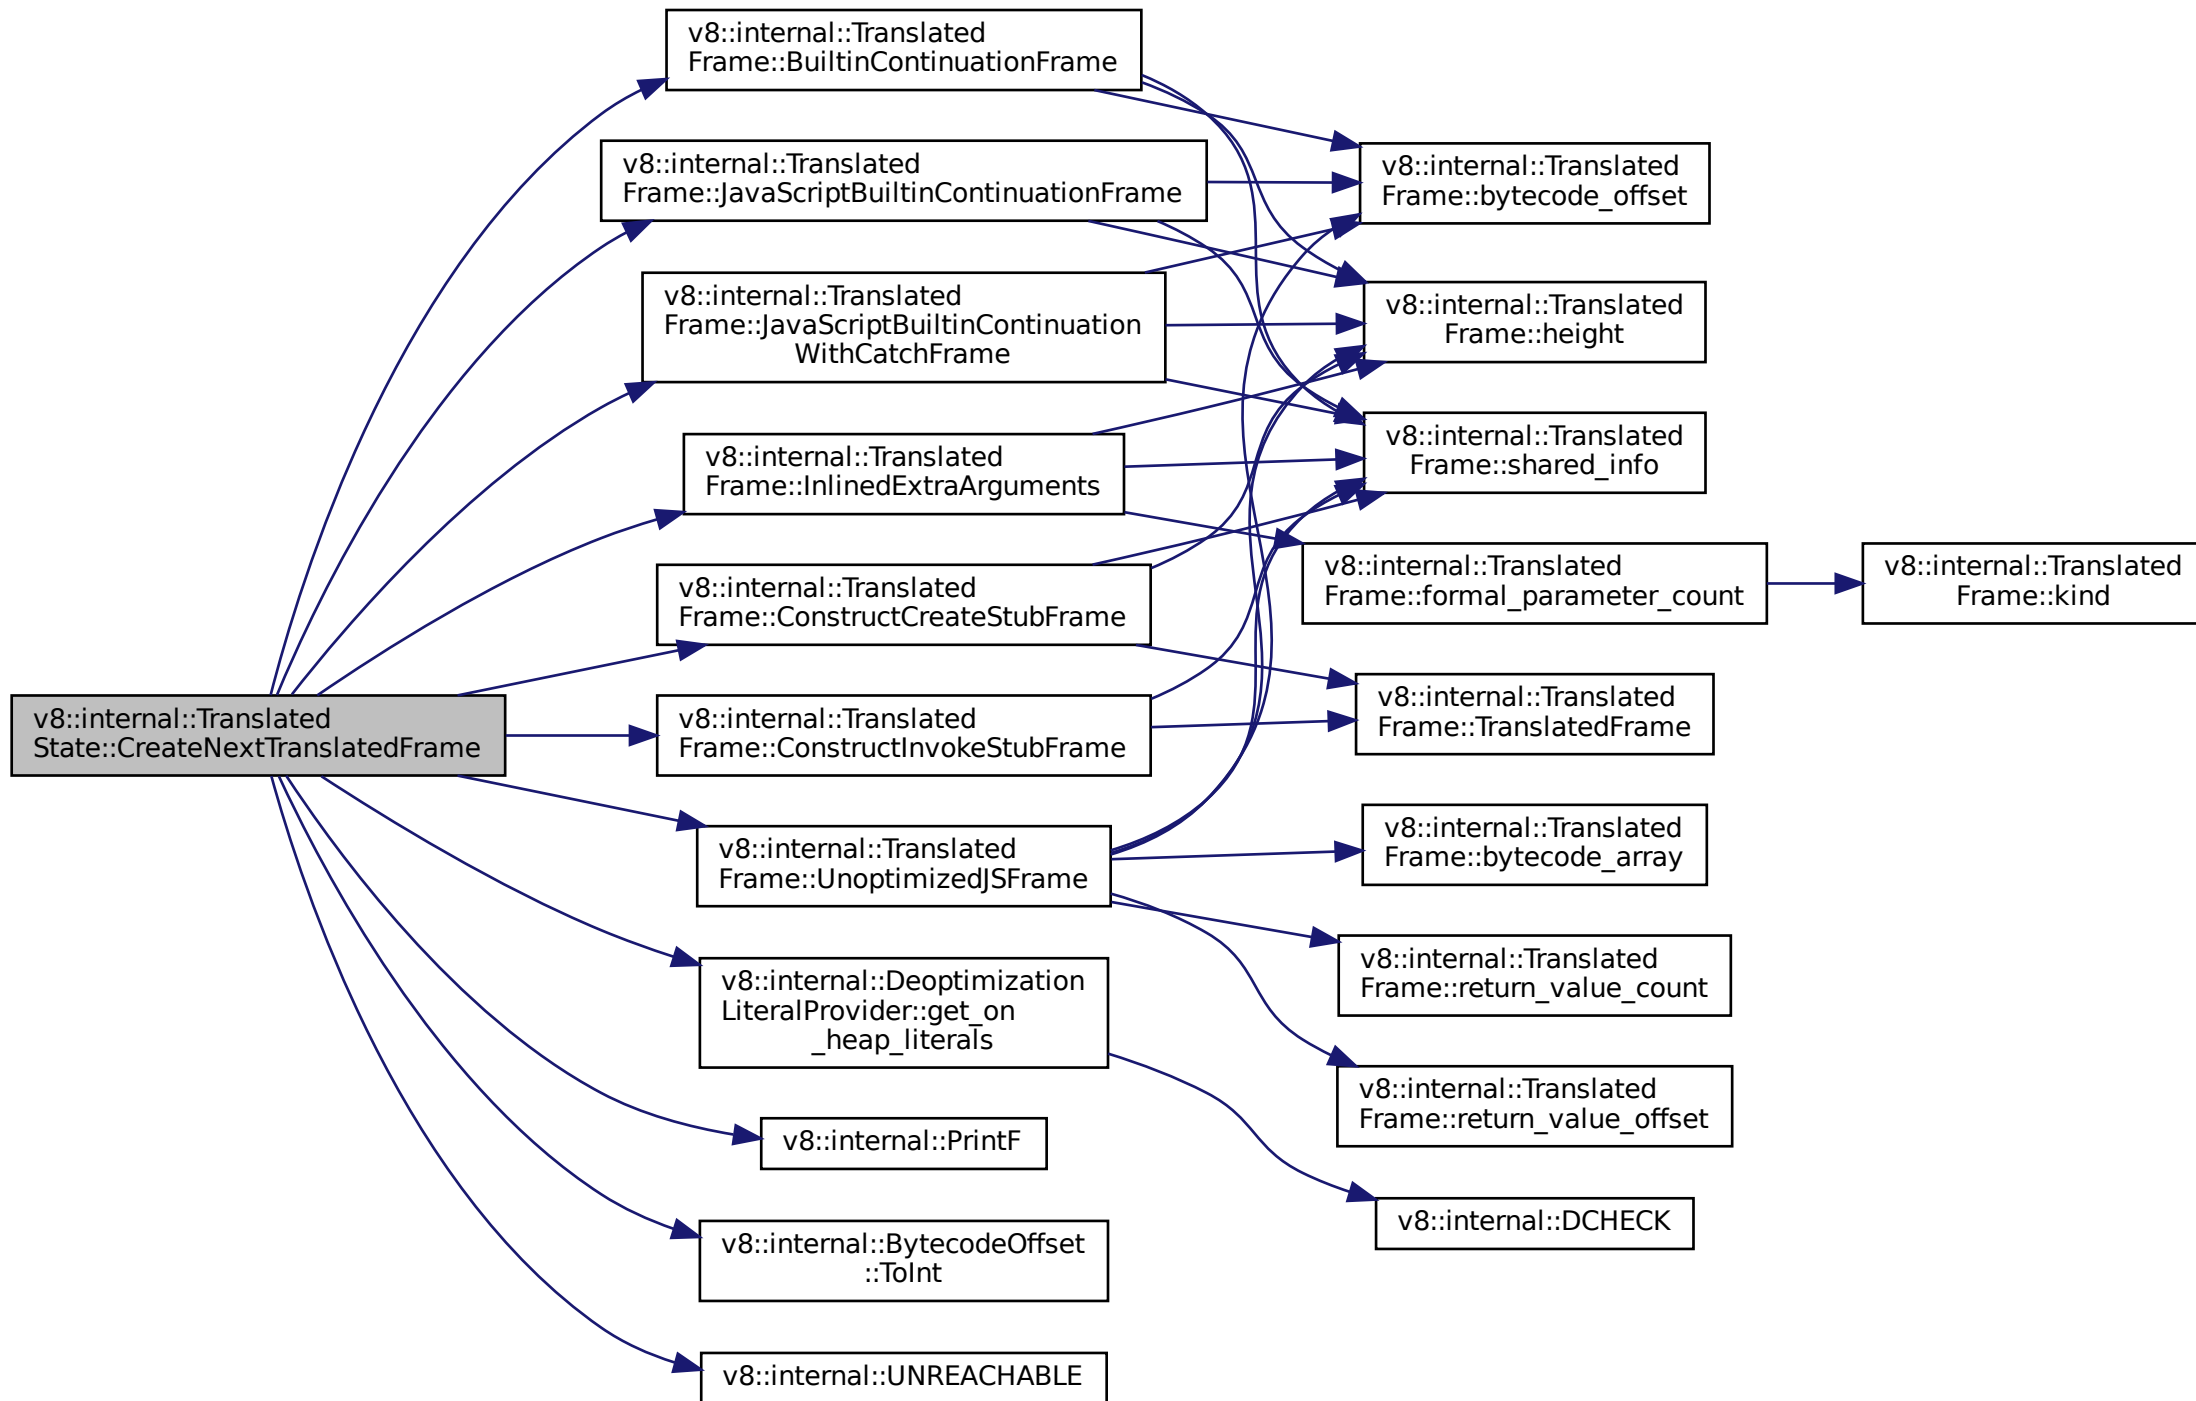 v8::internal::Translated
State::CreateNextTranslatedFrame
v8::internal::Translated
Frame::BuiltinContinuationFrame
v8::internal::Translated
Frame::JavaScriptBuiltinContinuationFrame
v8::internal::Translated
Frame::JavaScriptBuiltinContinuation
WithCatchFrame
v8::internal::Translated
Frame::InlinedExtraArguments
v8::internal::Translated
Frame::ConstructCreateStubFrame
v8::internal::Translated
Frame::ConstructInvokeStubFrame
v8::internal::Translated
Frame::UnoptimizedJSFrame
v8::internal::Deoptimization
LiteralProvider::get_on
_heap_literals
v8::internal::PrintF
v8::internal::BytecodeOffset
::ToInt
v8::internal::UNREACHABLE
v8::internal::Translated
Frame::bytecode_offset
v8::internal::Translated
Frame::height
v8::internal::Translated
Frame::shared_info
v8::internal::Translated
Frame::formal_parameter_count
v8::internal::Translated
Frame::TranslatedFrame
v8::internal::Translated
Frame::bytecode_array
v8::internal::Translated
Frame::return_value_count
v8::internal::Translated
Frame::return_value_offset
v8::internal::DCHECK
v8::internal::Translated
Frame::kind